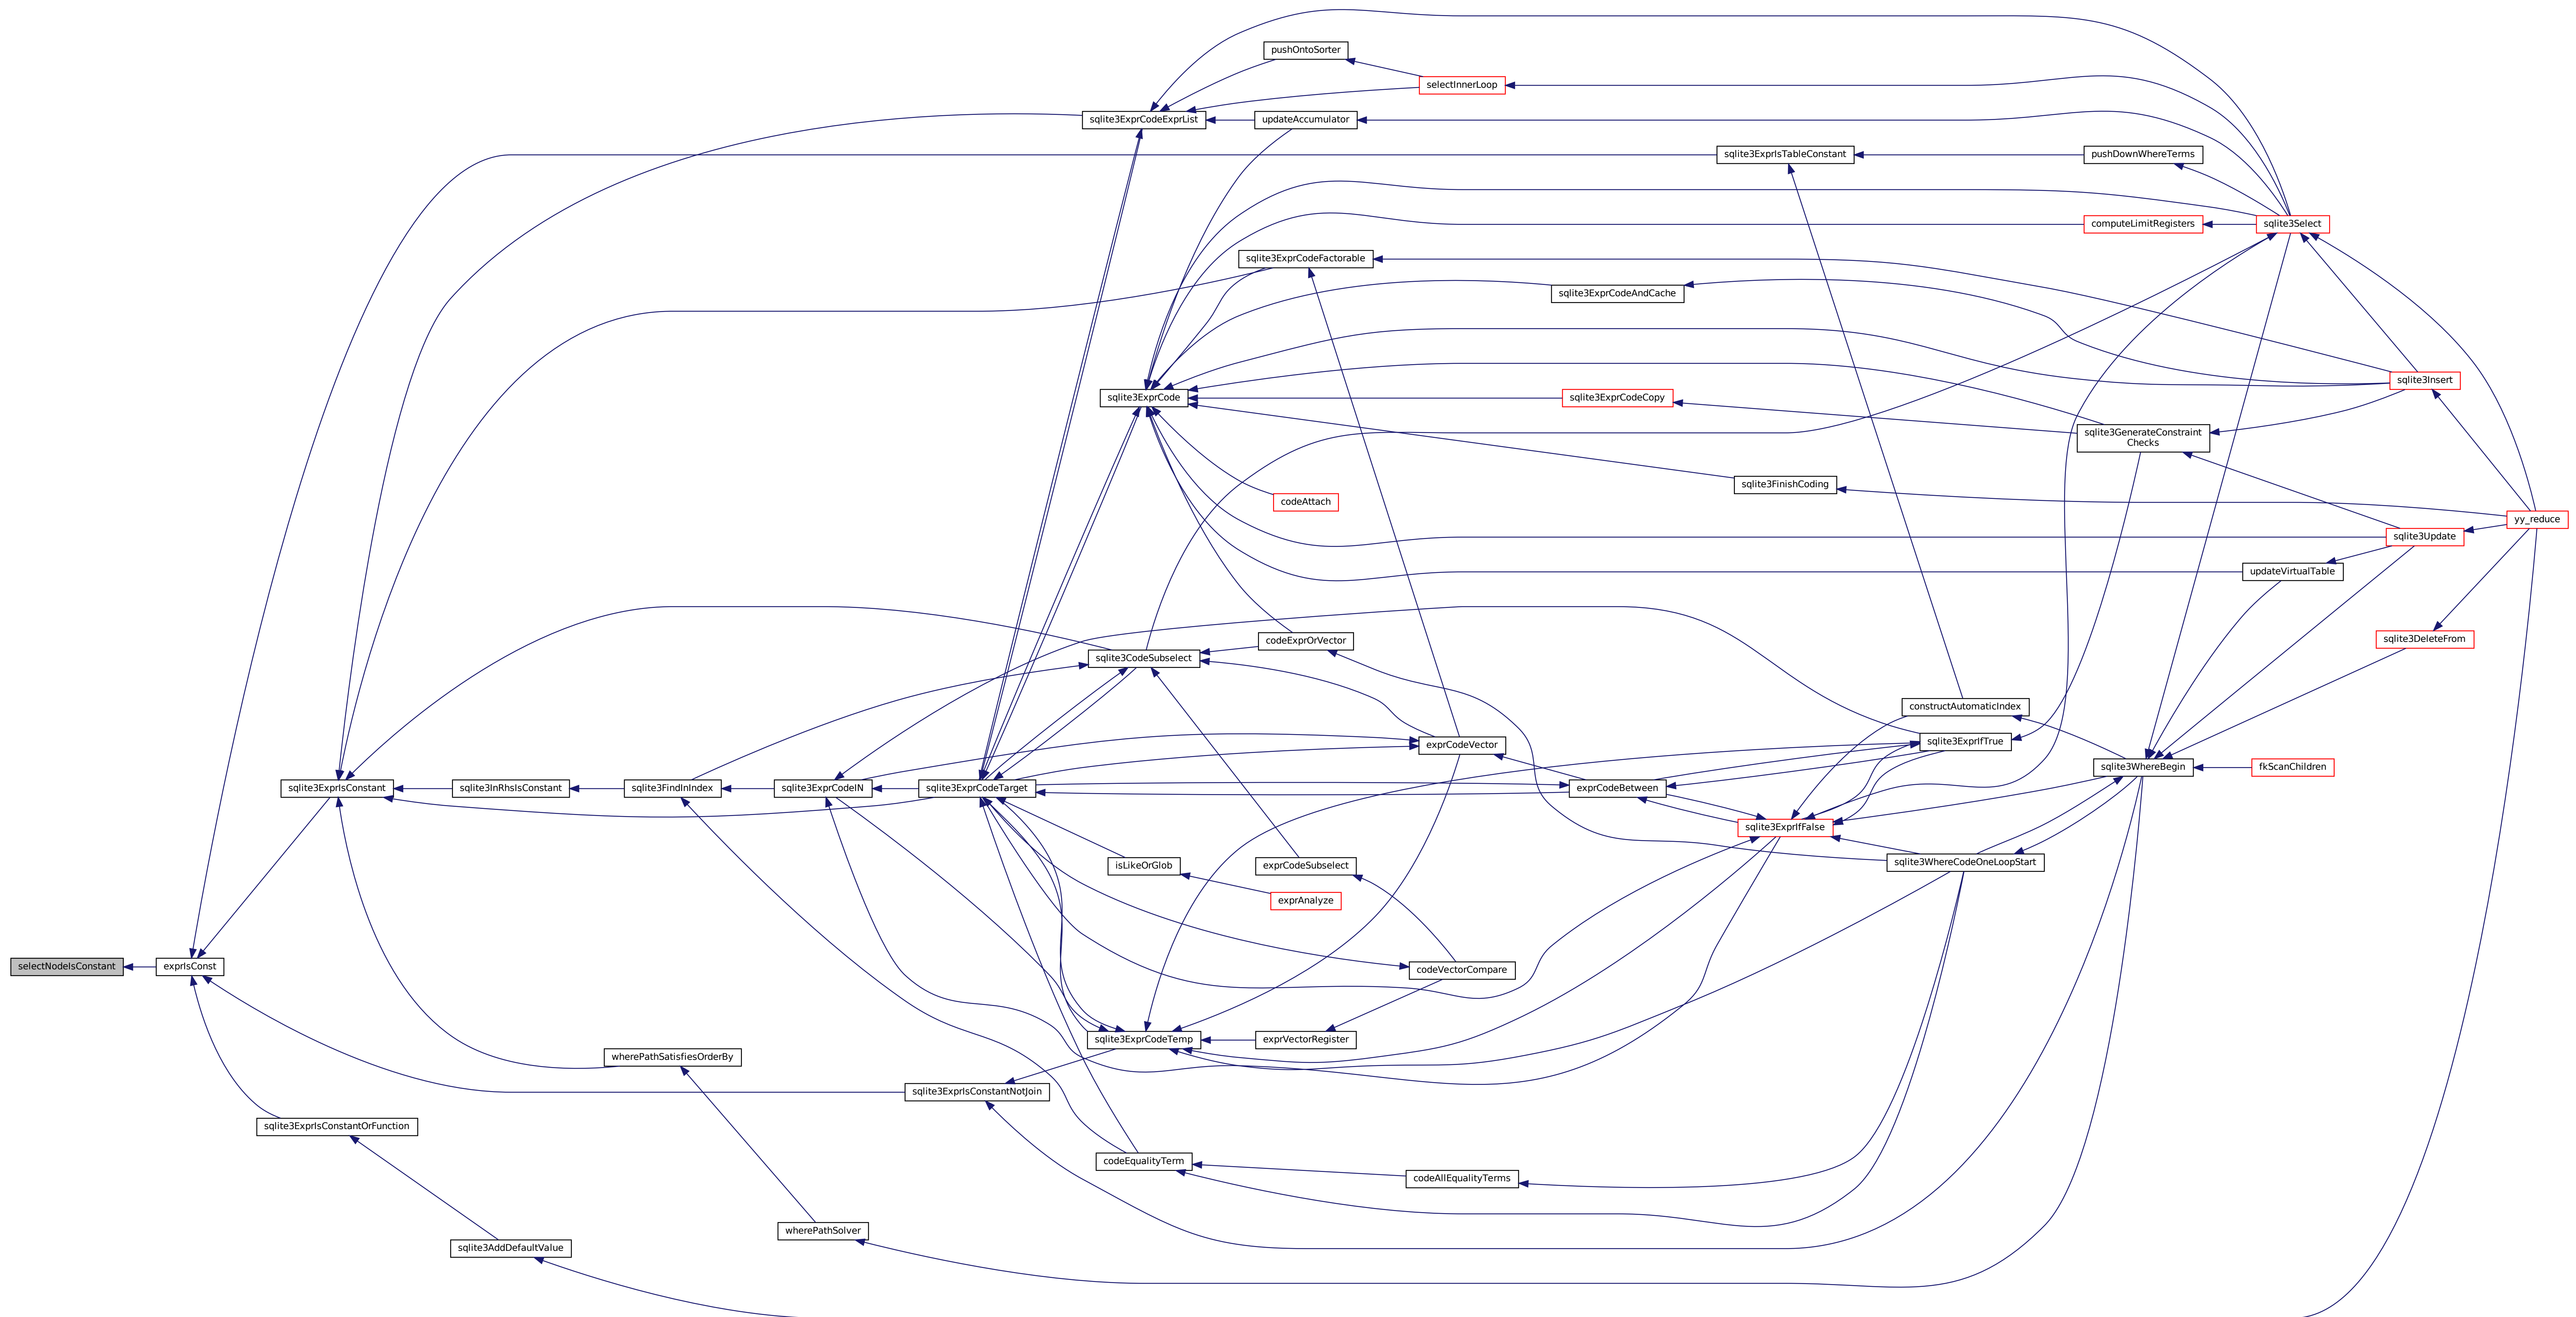 pushOntoSorter
selectInnerLoop
sqlite3ExprCodeExprList
updateAccumulator
sqlite3ExprIsTableConstant
pushDownWhereTerms
computeLimitRegisters
sqlite3Select
sqlite3ExprCodeFactorable
sqlite3ExprCodeAndCache
sqlite3Insert
sqlite3ExprCode
sqlite3ExprCodeCopy
sqlite3GenerateConstraint
Checks
sqlite3FinishCoding
codeAttach
yy_reduce
sqlite3Update
updateVirtualTable
codeExprOrVector
sqlite3DeleteFrom
sqlite3CodeSubselect
constructAutomaticIndex
exprCodeVector
sqlite3ExprIfTrue
sqlite3WhereBegin
fkScanChildren
sqlite3ExprIsConstant
sqlite3InRhsIsConstant
sqlite3FindInIndex
sqlite3ExprCodeIN
sqlite3ExprCodeTarget
exprCodeBetween
sqlite3ExprIfFalse
isLikeOrGlob
exprCodeSubselect
sqlite3WhereCodeOneLoopStart
exprAnalyze
selectNodeIsConstant
exprIsConst
codeVectorCompare
sqlite3ExprCodeTemp
exprVectorRegister
wherePathSatisfiesOrderBy
sqlite3ExprIsConstantNotJoin
sqlite3ExprIsConstantOrFunction
codeEqualityTerm
codeAllEqualityTerms
wherePathSolver
sqlite3AddDefaultValue